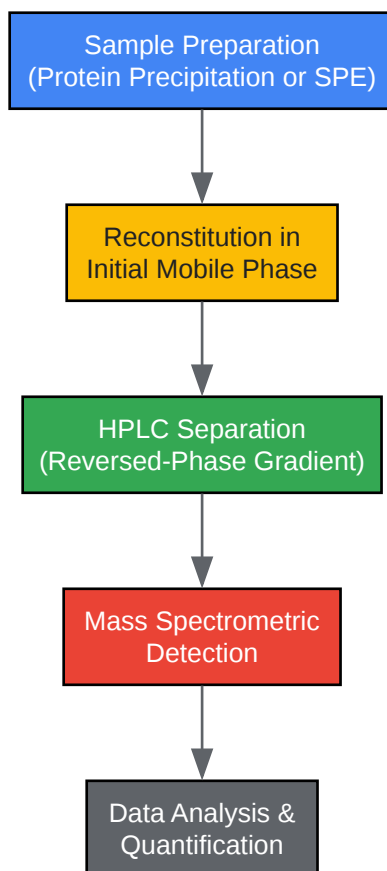 Sample Preparation
(Protein Precipitation or SPE)
Reconstitution in
Initial Mobile Phase
HPLC Separation
(Reversed-Phase Gradient)
Mass Spectrometric
Detection
Data Analysis &
Quantification